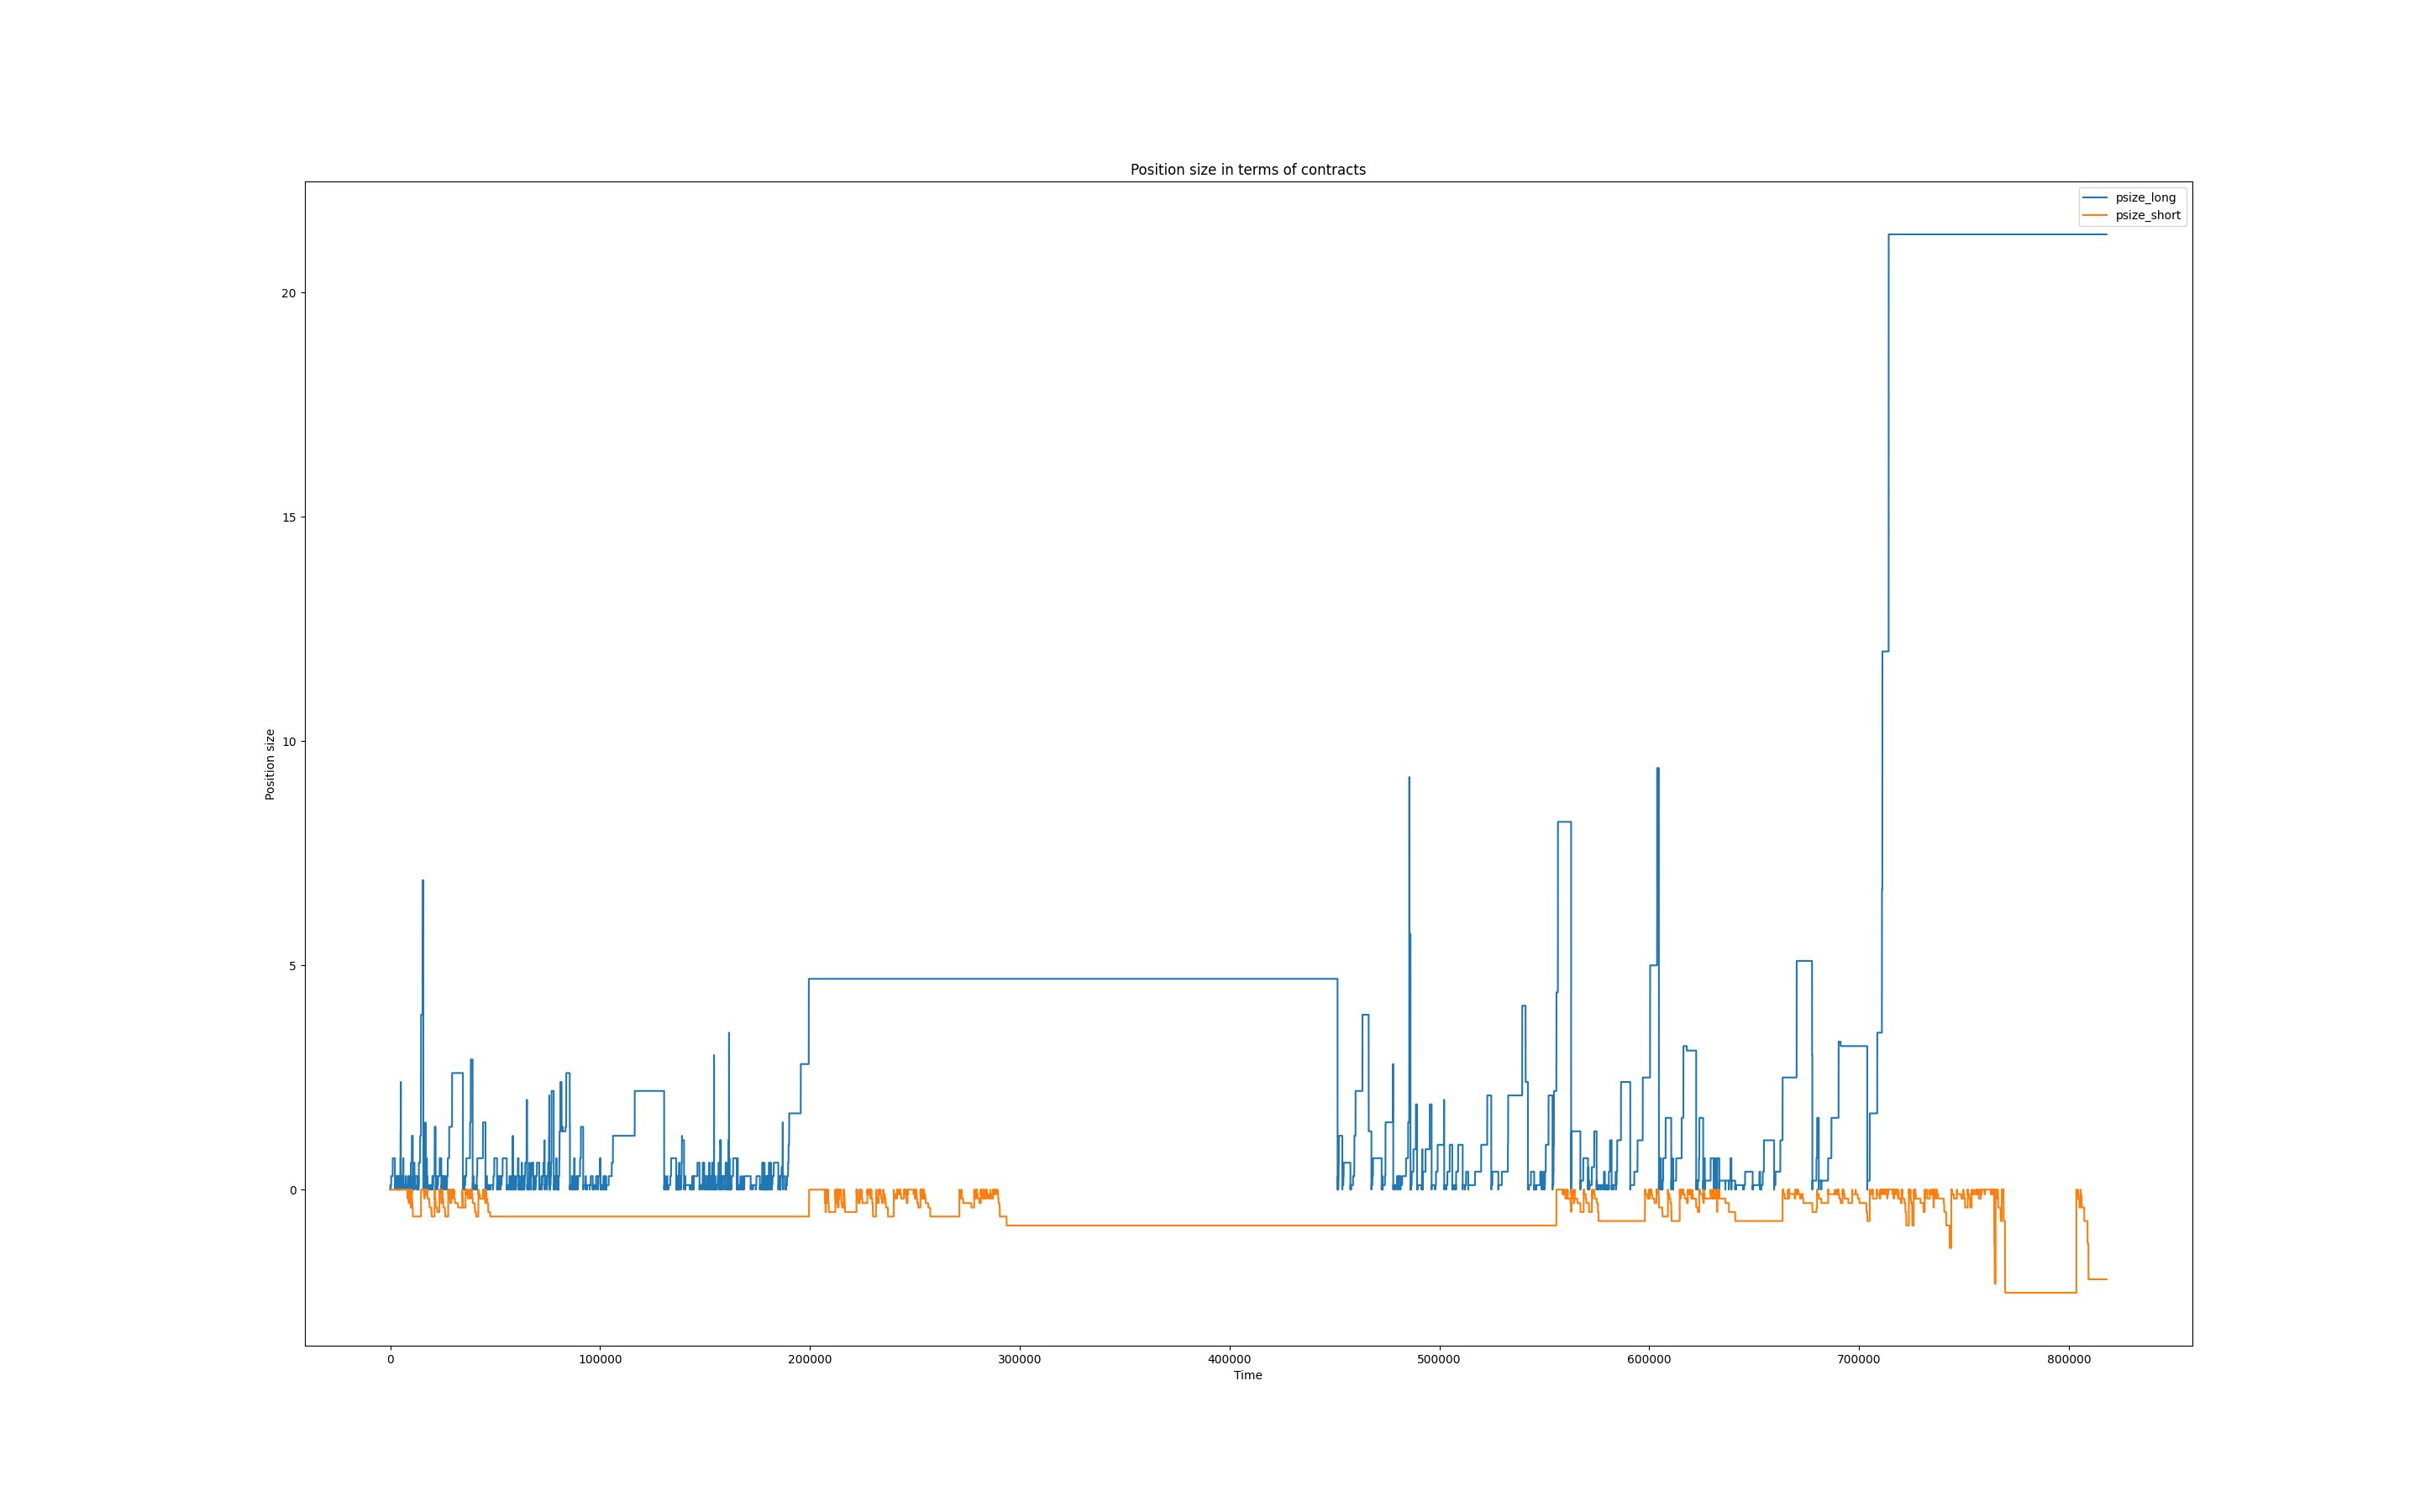 Position size in terms of contracts
psize_long
psize_short
20
15
10
5
0
Position size
0
100000
200000
300000
400000
500000
600000
700000
800000
Time